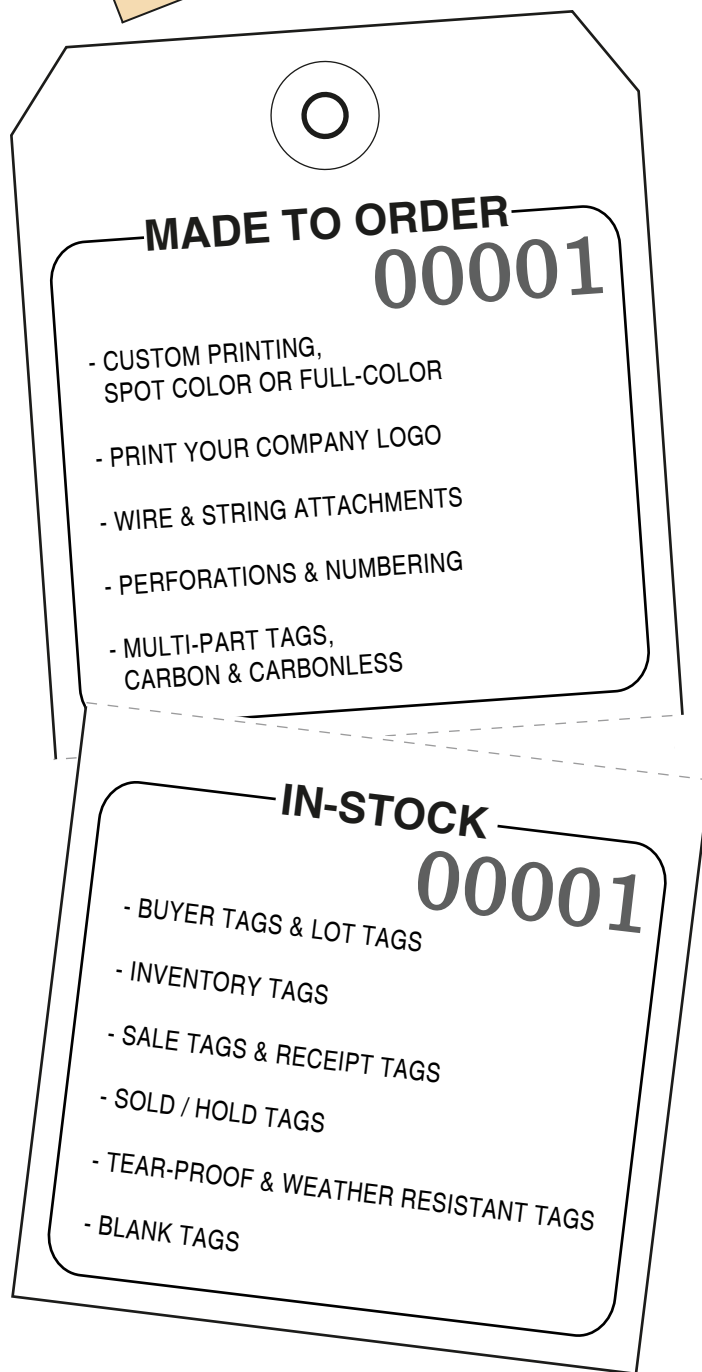 MADE TO ORDER
00001
- CUSTOM PRINTING,
SPOT COLOR OR FULL-COLOR
- PRINT YOUR COMPANY LOGO
- WIRE & STRING ATTACHMENTS
- PERFORATIONS & NUMBERING
- MULTI-PART TAGS,
CARBON & CARBONLESS
IN-STOCK
00001
- BUYER TAGS & LOT TAGS
- INVENTORY TAGS
- SALE TAGS & RECEIPT TAGS
- SOLD / HOLD TAGS
- TEAR-PROOF & WEATHER RESISTANT TAGS
- BLANK TAGS